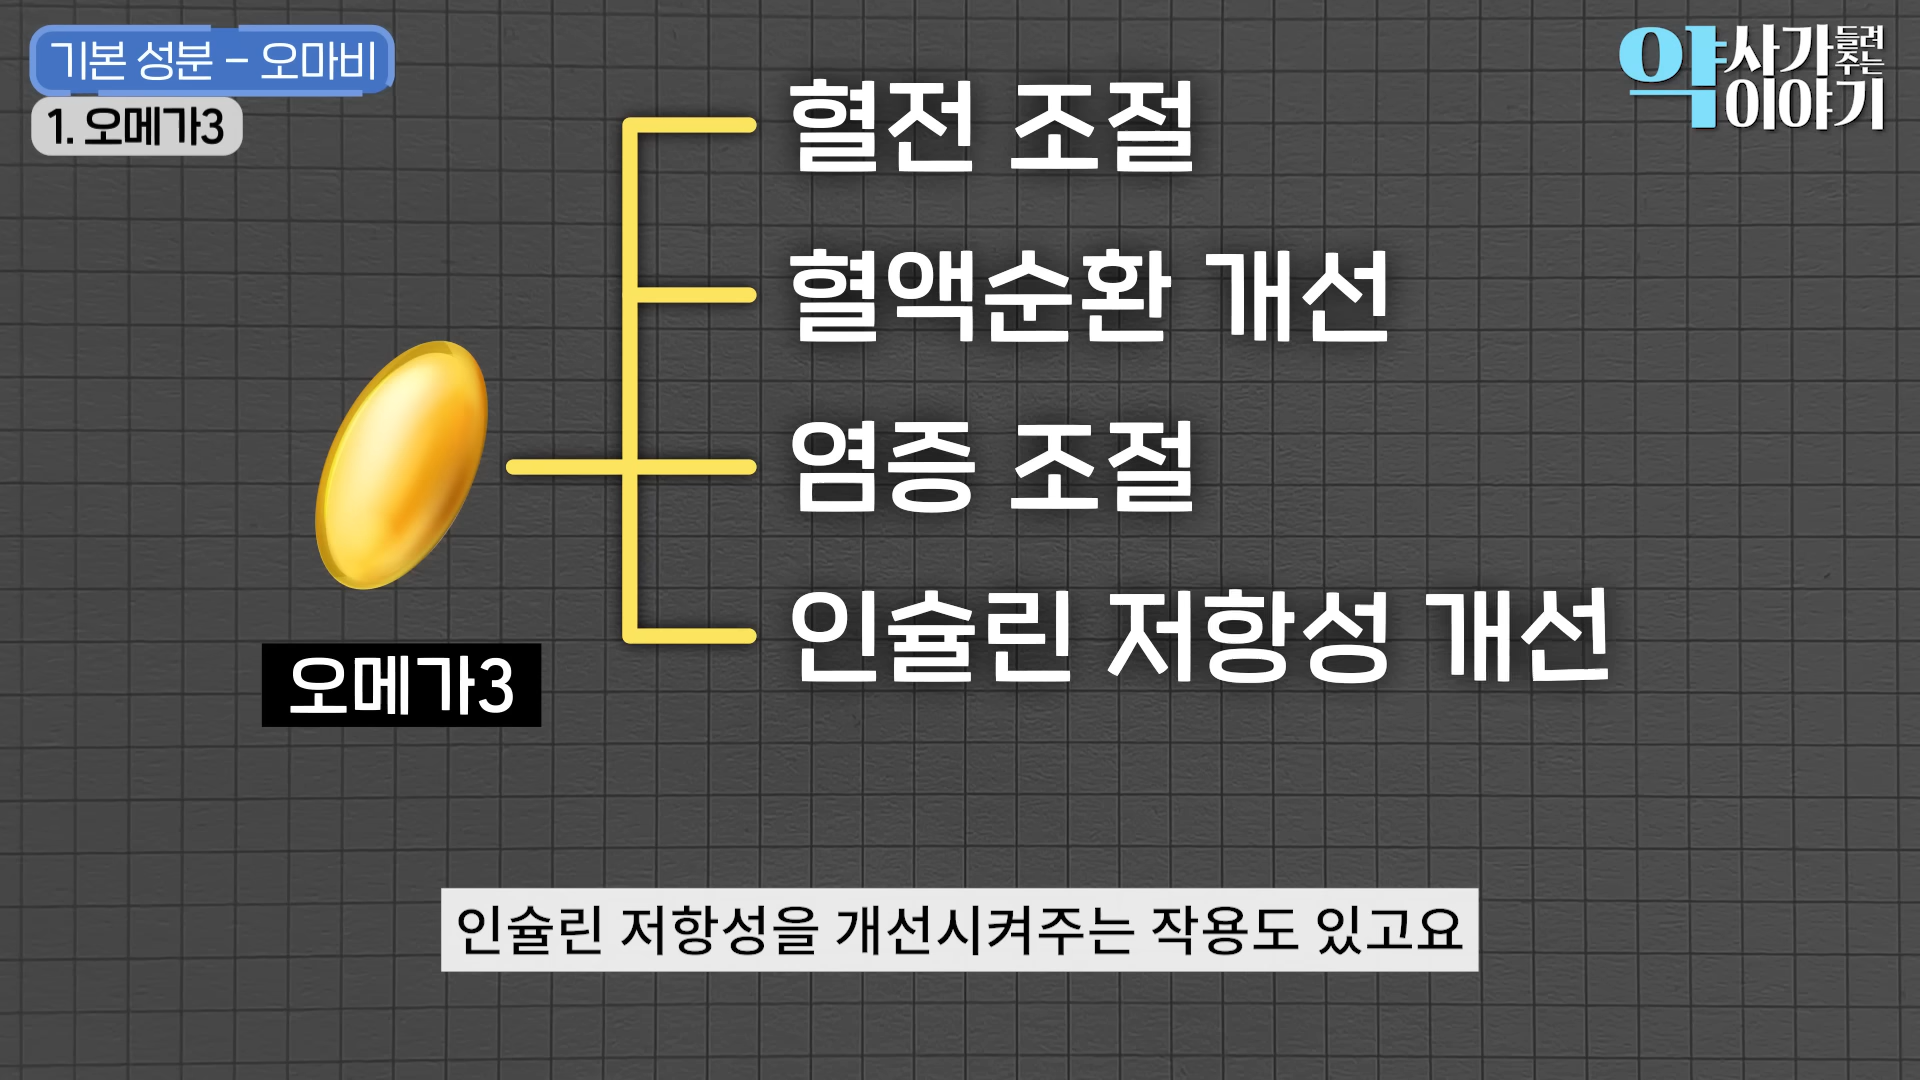 기본 성분 - 오마비
1. 오메가3
약사가 들려주는
이야기
혈전 조절
혈액순환 개선
염증 조절
인슐린 저항성 개선
오메가3
인슐린 저항성을 개선시켜주는 작용도 있고요